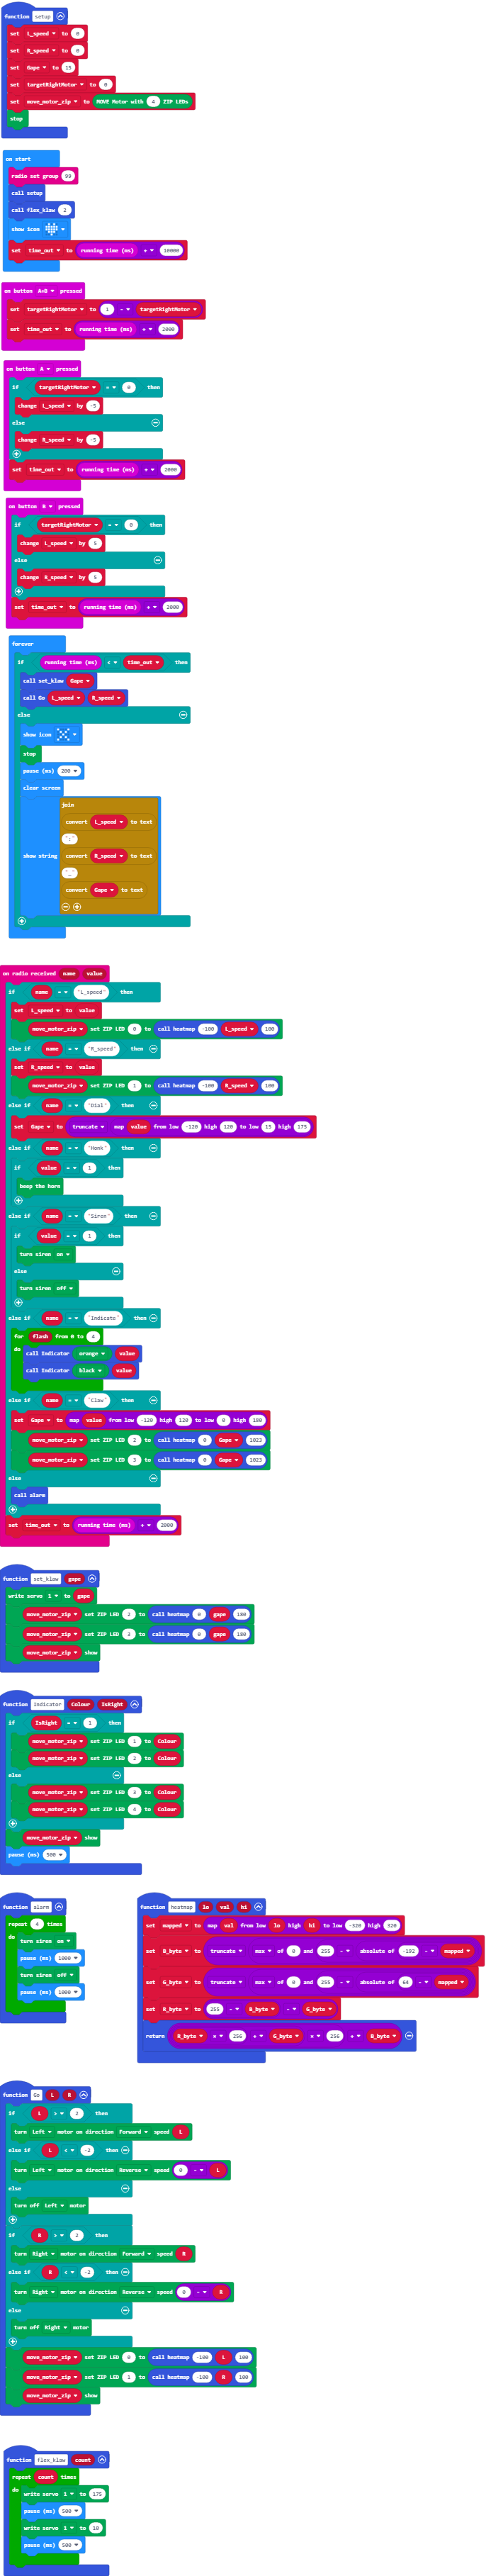 function setup
set L_speed to 0
set R_speed to 0
set Gape to 15
set targetRightMotor to 0
set move_motor_zip to MOVE Motor with 4 ZIP LEDs
stop
on start
radio set group 99
call setup
call flex_klaw 2
show icon
set time_out to running time (ms) + 10000
on button A+B pressed
set targetRightMotor to 1 - targetRightMotor
set time_out to running time (ms) + 2000
on button A pressed
if targetRightMotor = 0 then
change L_speed by -5
else
change R_speed by -5
set time_out to running time (ms) + 2000
on button B pressed
if targetRightMotor = 0 then
change L_speed by 5
else
change R_speed by 5
set time_out to running time (ms) + 2000
forever
if running time (ms) < time_out then
call set_klaw Gape
call Go L_speed R_speed
else
show icon
stop
pause (ms) 200
clear screen
join
convert L_speed to text
show string convert R_speed to text
convert Gape to text
on radio received name value
if name = "L_speed" then
set L_speed to value
move_motor_zip set ZIP LED 0 to call heatmap -100 L_speed 100
else if name = "R_speed" then
set R_speed to value
move_motor_zip set ZIP LED 1 to call heatmap -100 R_speed 100
else if name = "Dial" then
set Gape to truncate map value from low -120 high 120 to low 15 high 175
else if name = "Honk" then
if value = 1 then
beep the horn
else if name = "Siren" then
if value = 1 then
turn siren on
else
turn siren off
else if name = "Indicate" then
for flash from 0 to 4
do call Indicator orange value
call Indicator black value
else if name = "Claw" then
set Gape to map value from low -120 high 120 to low 0 high 180
move_motor_zip set ZIP LED 2 to call heatmap 0 Gape 1023
move_motor_zip set ZIP LED 3 to call heatmap 0 Gape 1023
else
call alarm
set time_out to running time (ms) + 2000
function set_klaw gape
write servo 1 to gape
move_motor_zip set ZIP LED 2 to call heatmap 0 gape 180
move_motor_zip set ZIP LED 3 to call heatmap 0 gape 180
move_motor_zip show
function Indicator Colour IsRight
if IsRight = 1 then
move_motor_zip set ZIP LED 1 to Colour
move_motor_zip set ZIP LED 2 to Colour
else
move_motor_zip set ZIP LED 3 to Colour
move_motor_zip set ZIP LED 4 to Colour
move_motor_zip show
pause (ms) 500
function alarm
repeat 4 times
do turn siren on
pause (ms) 1000
turn siren off
pause (ms) 1000
function heatmap lo val hi
set mapped to map val from low lo high hi to low -320 high 320
set R_byte to truncate max of 0 and 255 - absolute of -192 - mapped
set G_byte to truncate max of 0 and 255 - absolute of 64 - mapped
set B_byte to 255 - R_byte - G_byte
return R_byte × 256 + G_byte × 256 + B_byte
function Go L R
if L > 2 then
turn Left motor on direction Forward speed L
else if L < -2 then
turn Left motor on direction Reverse speed 0 - L
else
turn off Left motor
if R > 2 then
turn Right motor on direction Forward speed R
else if R < -2 then
turn Right motor on direction Reverse speed 0 - R
else
turn off Right motor
move_motor_zip set ZIP LED 0 to call heatmap -100 L 100
move_motor_zip set ZIP LED 1 to call heatmap -100 R 100
move_motor_zip show
function flex_klaw count
repeat count times
do write servo 1 to 175
pause (ms) 500
write servo 1 to 10
pause (ms) 500